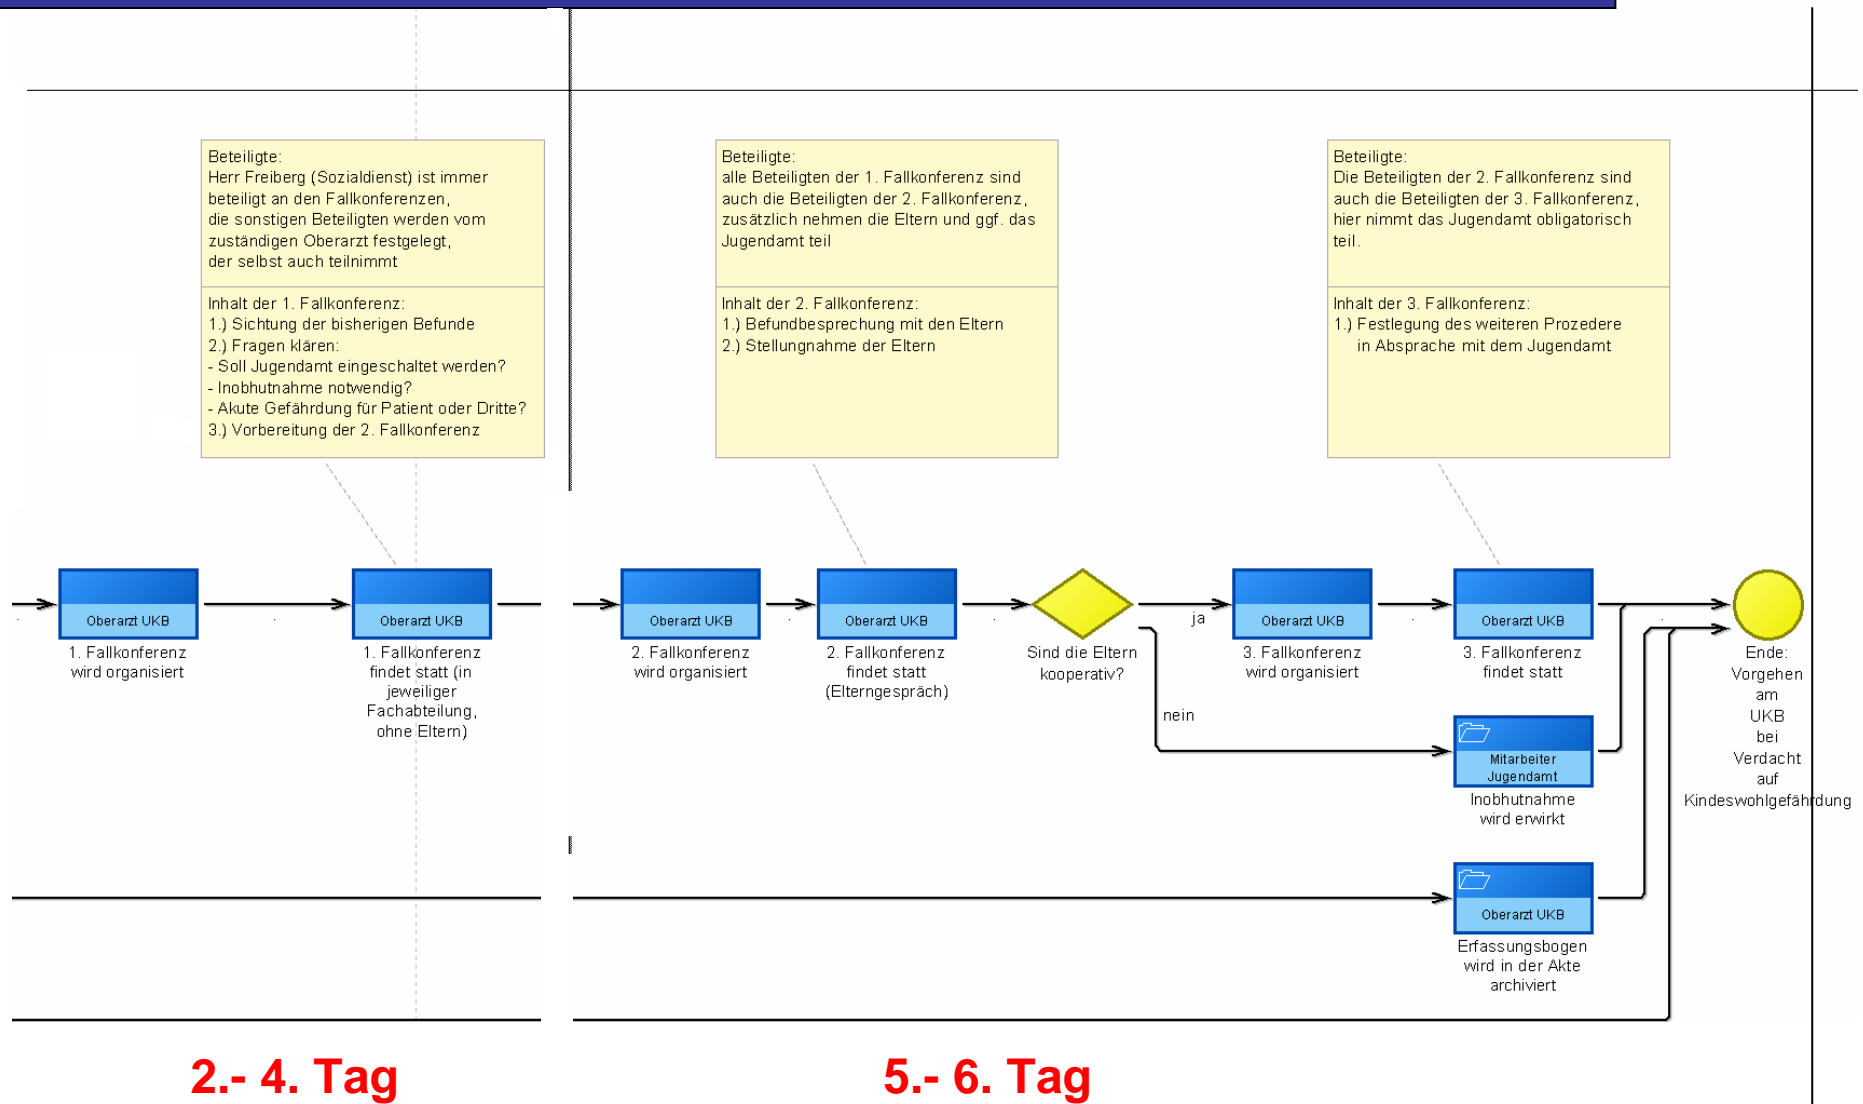 Beteiligte:
Herr Freiberg (Sozialdienst) ist immer
beteiligt an den Fallkonferenzen,
die sonstigen Beteiligten werden vom
zuständigen Oberarzt festgelegt,
der selbst auch teilnimmt
Inhalt der 1. Fallkonferenz:
1.) Sichtung der bisherigen Befunde
2.) Fragen klären:
- Soll Jugendamt eingeschaltet werden?
- Inobhutnahme notwendig?
- Akute Gefährdung für Patient oder Dritte?
3.) Vorbereitung der 2. Fallkonferenz
Beteiligte:
alle Beteiligten der 1. Fallkonferenz sind
auch die Beteiligten der 2. Fallkonferenz,
zusätzlich nehmen die Eltern und ggf. das
Jugendamt teil
Inhalt der 2. Fallkonferenz:
1.) Befundbesprechung mit den Eltern
2.) Stellungnahme der Eltern
Beteiligte:
Die Beteiligten der 2. Fallkonferenz sind
auch die Beteiligten der 3. Fallkonferenz,
hier nimmt das Jugendamt obligatorisch
teil.
Inhalt der 3. Fallkonferenz:
1.) Festlegung des weiteren Prozedere
in Absprache mit dem Jugendamt
Oberarzt UKB
1. Fallkonferenz
wird organisiert
Oberarzt UKB
1. Fallkonferenz
findet statt (in
jeweiliger
Fachabteilung,
ohne Eltern)
Oberarzt UKB
2. Fallkonferenz
wird organisiert
Oberarzt UKB
2. Fallkonferenz
findet statt
(Elterngespräch)
Sind die Eltern
kooperativ?
ja
nein
Oberarzt UKB
3. Fallkonferenz
wird organisiert
Oberarzt UKB
3. Fallkonferenz
findet statt
Mitarbeiter
Jugendamt
Inobhutnahme
wird erwirkt
Oberarzt UKB
Erfassungsbogen
wird in der Akte
archiviert
Ende:
Vorgehen
am
UKB
bei
Verdacht
auf
Kindeswohlgefährdung
2.- 4. Tag
5.- 6. Tag